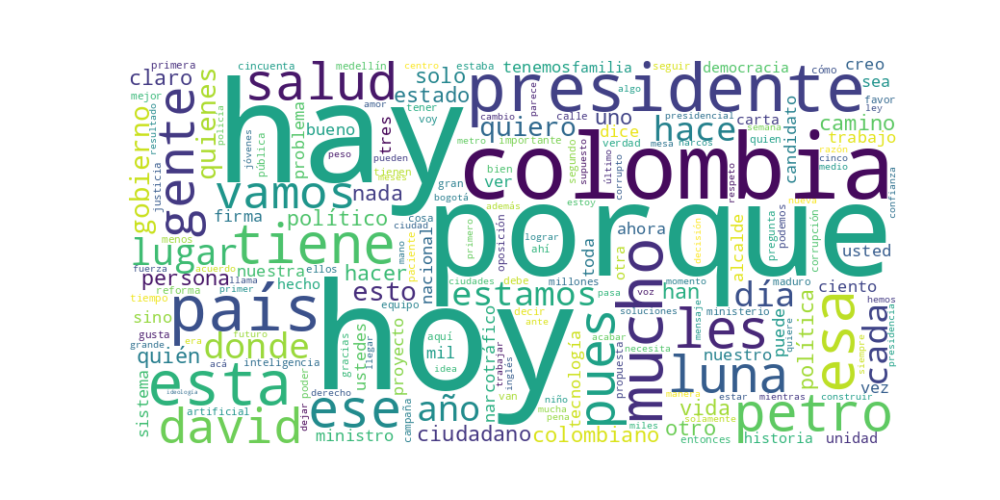 primera
claro
mejor
cincuenta
medellín
salud
solo
estado
tenemos
familia
centro
seguir
democracia
cómo
creo
sea
favor
ley
presidente
hay
gente
quienes
gobierno
policía
resultado
justicia
jóvenes
pública
problema
bueno
amor
tener
voy
tres
estaba
algo
parece
cambio
calle
presidencial
quiero
uno
dice
hace
carta
semana
quien
candidato
camino
trabajo
metro
importante
verdad
mesa
narcos
razón
cinco
medio
peso
pueden
tienen
mesas
nada
vamos
bien
ver
gran
bogotá
además
estoy
segundo
supuesto
último
corrupto
respeto
colombia
confianza
firma
político
cosa
ciudad
porque
lugar
tiene
menos
mano
paciente
nacional
primero
oposición
lograr
ahí
toda
ahora
otra
decisión
alcalde
pregunta
podemos
nueva
corrupción
usted
persona
nuestra
ellos
hacer
fuerza
acuerdo
llama
hecho
reforma
primer
equipo
esto
ciudades
debe
millones
pasa
voz
momento
han
ministerio
maduro
día
ciento
hemos
país
hoy
tiempo
estamos
decir
ante
soluciones
mensaje
mucho
les
nuestro
puede
quiere
política
esa
cada
presidencia
sino
gusta
era
futuro
donde
gracias
llegar
ustedes
proyecto
aquí
mil
idea
narcotráfico
trabajar
inglés
acabar
pues
propuesta
necesita
luna
siempre
vez
grande
quién
acá
inteligencia
poder
esta
ideología
derecho
van
niño
tecnología
manera
estar
mientras
construir
sistema
artificial
david
dejar
ese
año
campaña
mucha
pena
miles
solamente
vida
otro
petro
ministro
ciudadano
colombiano
entonces
historia
unidad